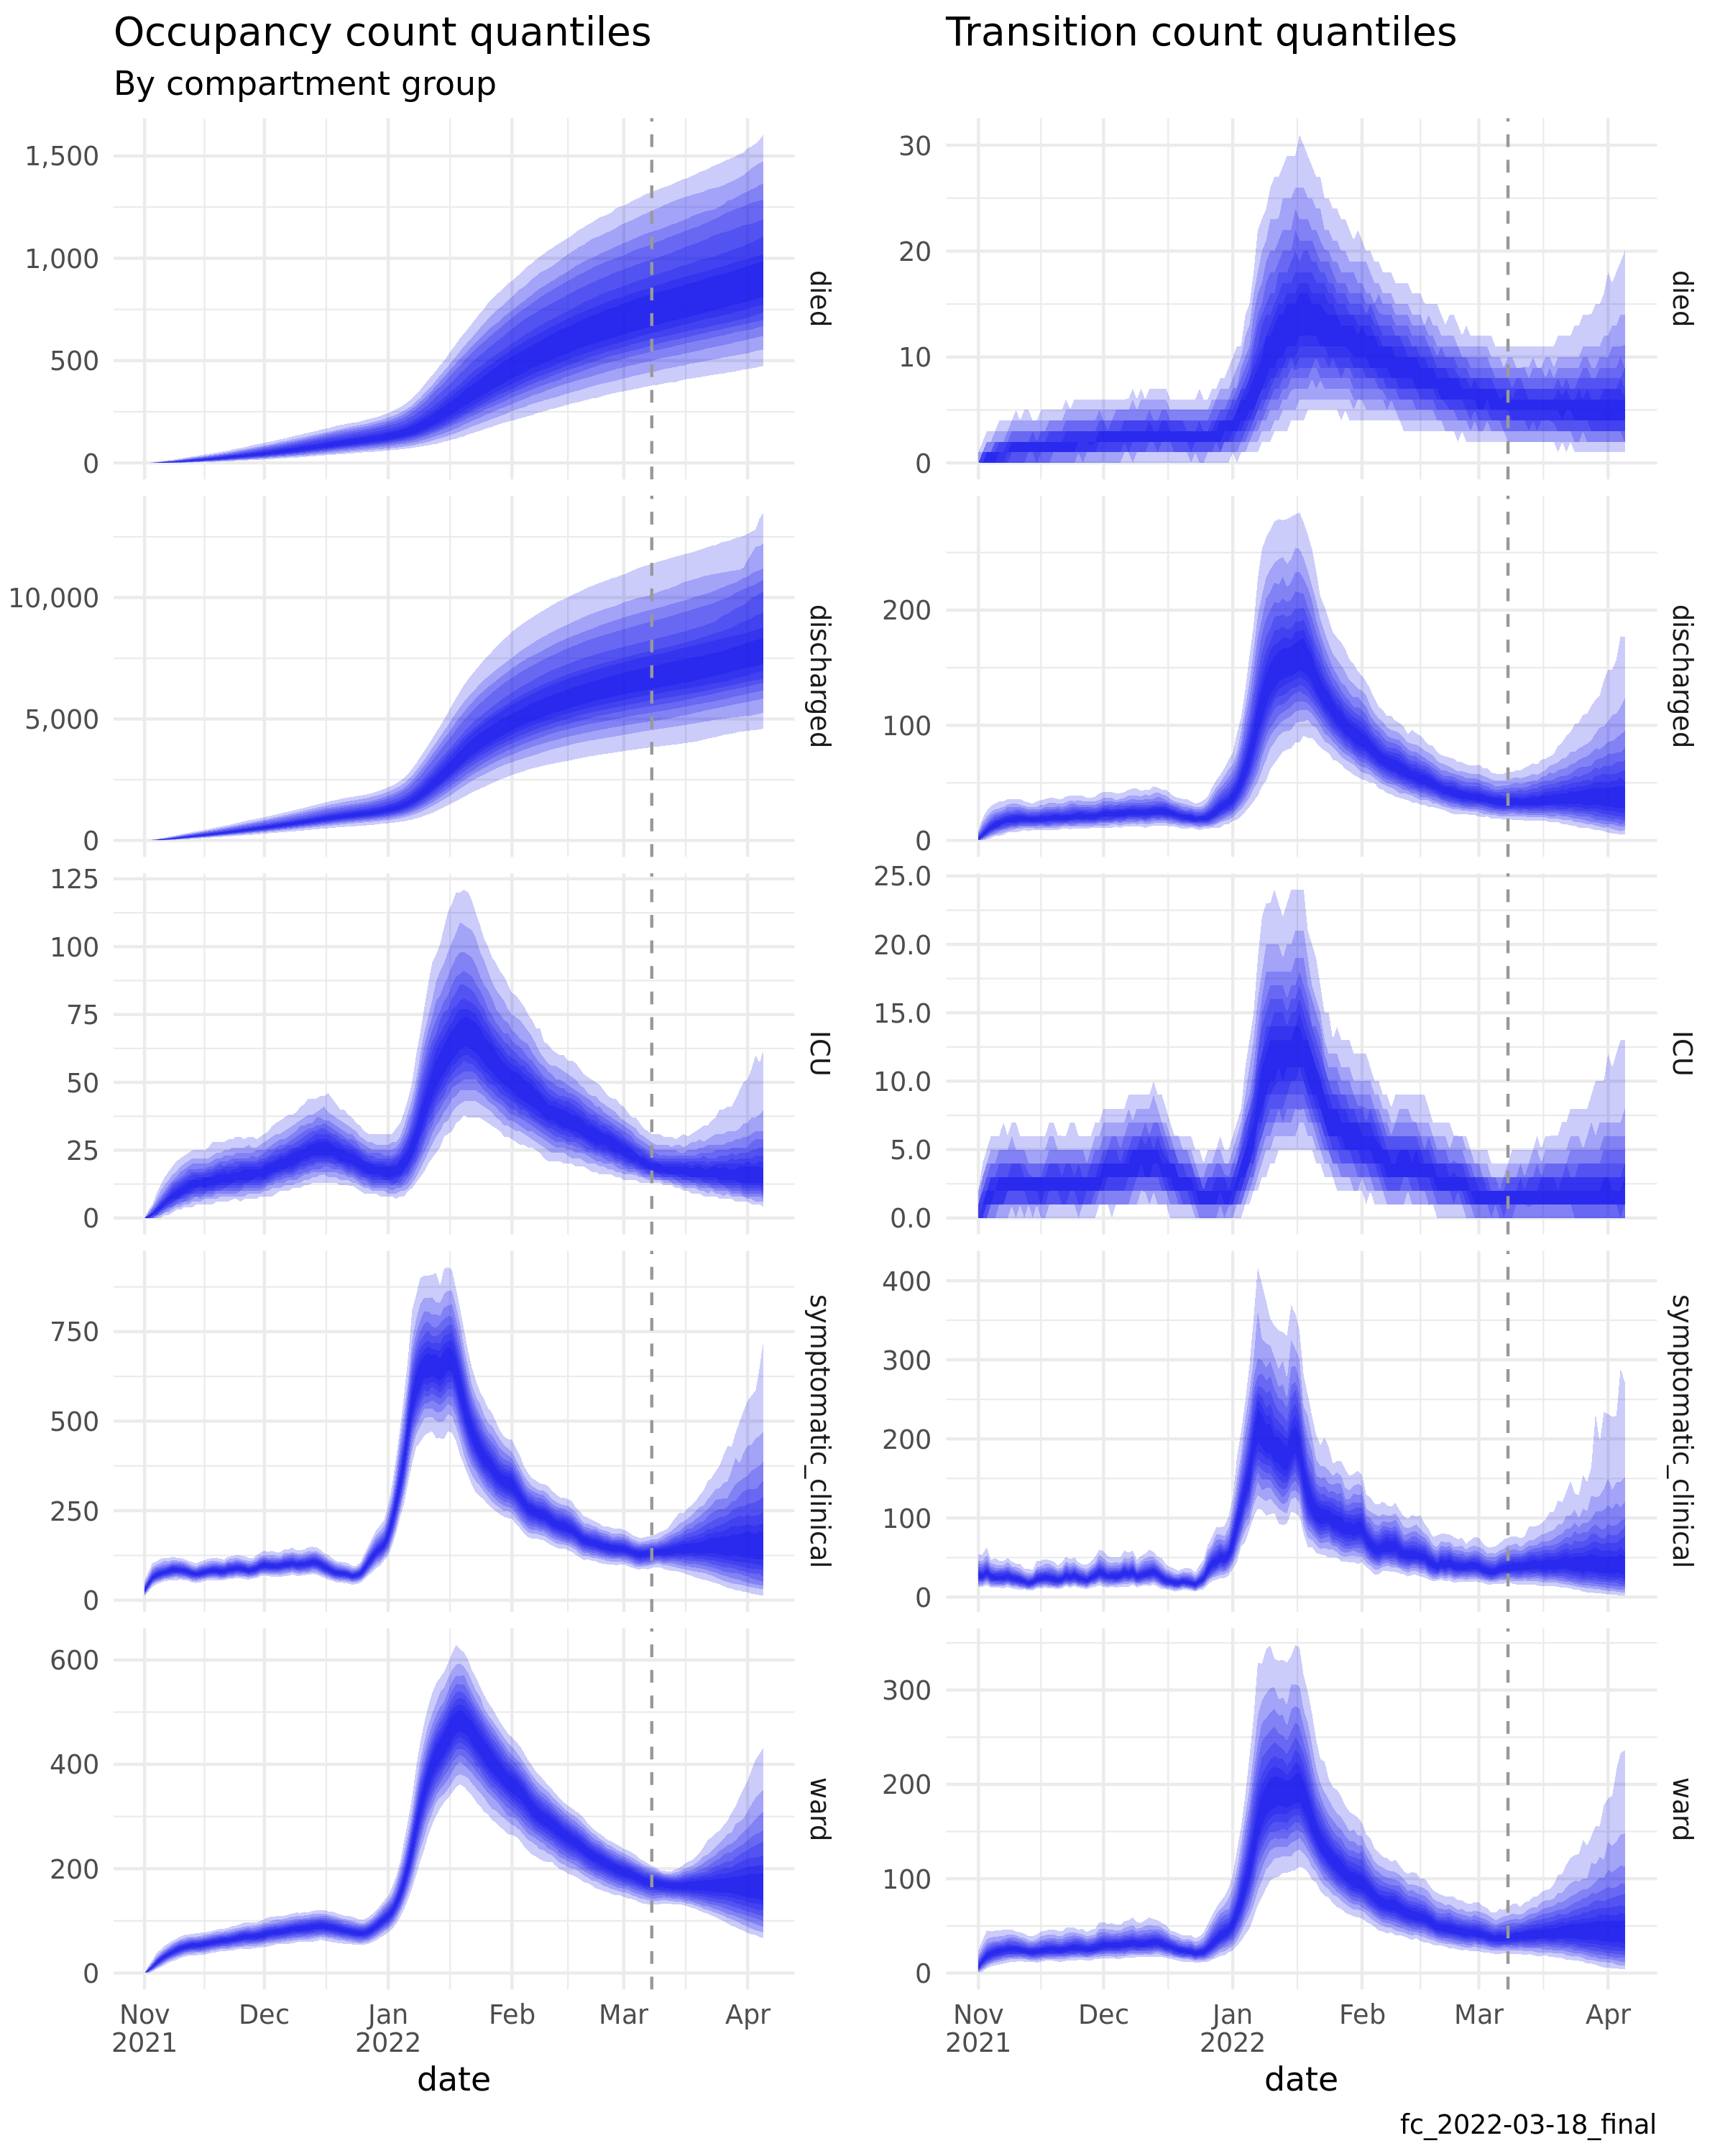 Occupancy count quantiles
By compartment group
1,500
1,000
500
0
died
10,000
5,000
0
discharged
125
100
75
50
25
0
ICU
750
500
250
0
symptomatic_clinical
600
400
200
0
ward
Nov Dec Jan Feb Mar Apr
2021 2022
date
Transition count quantiles
30
20
10
0
died
200
100
0
discharged
25.0
20.0
15.0
10.0
5.0
0.0
ICU
400
300
200
100
0
symptomatic_clinical
300
200
100
0
ward
Nov Dec Jan Feb Mar Apr
2021 2022
date
fc_2022-03-18_final